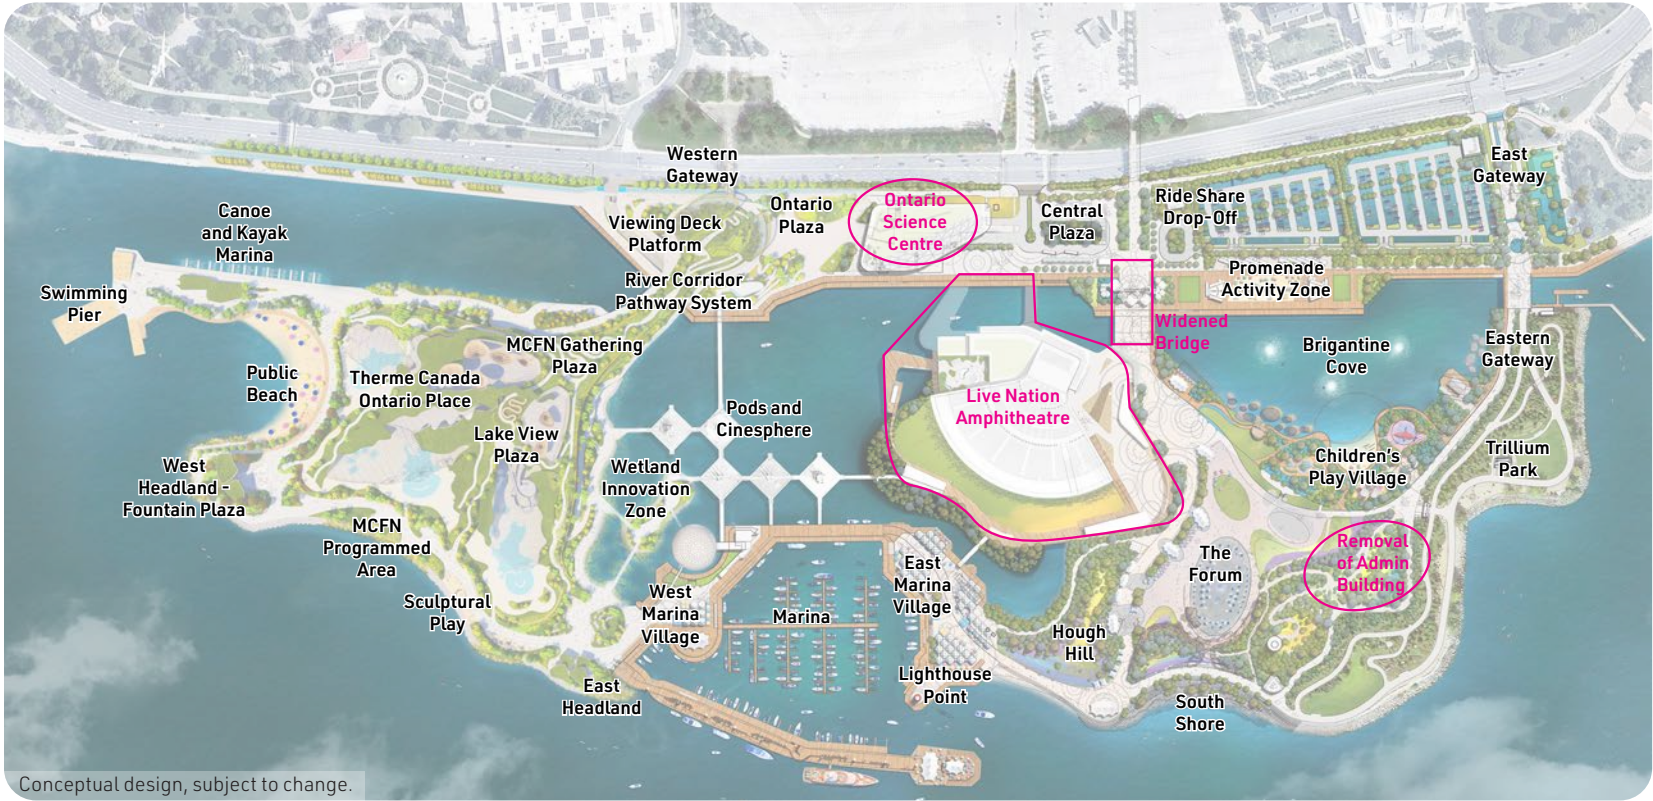 Western
Gateway
East
Gateway
Canoe
and Kayak
Marina
Viewing Deck
Platform
Ontario
Plaza
Ontario
Science
Centre
Central
Plaza
Ride Share
Drop-Off
Swimming
Pier
River Corridor
Pathway System
Promenade
Activity Zone
Widened
Bridge
Brigantine
Cove
Eastern
Gateway
Public
Beach
Therme Canada
Ontario Place
MCFN Gathering
Plaza
Live Nation
Amphitheatre
Pods and
Cinesphere
Lake View
Plaza
Children's
Play Village
Trillium
Park
West
Headland -
Fountain Plaza
Wetland
Innovation
Zone
MCFN
Programmed
Area
The
Forum
Removal
of Admin
Building
Sculptural
Play
West
Marina
Village
Marina
East
Marina
Village
Hough
Hill
East
Headland
Lighthouse
Point
South
Shore
Conceptual design, subject to change.